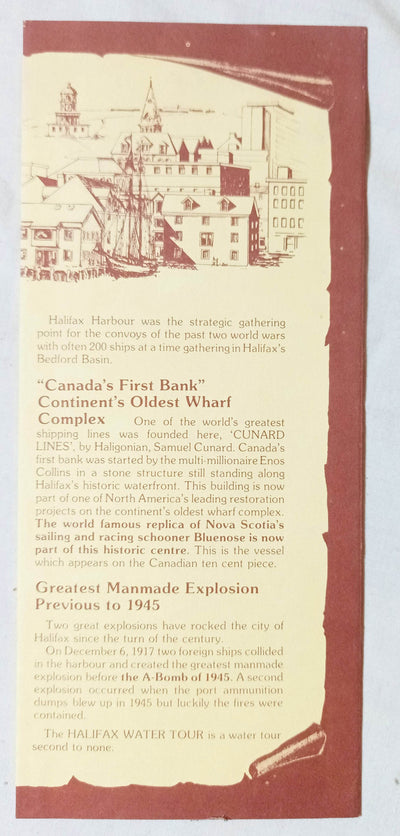 Halifax Harbour was the strategic gathering
point for the convoys of the past two world wars
with often 200 ships at a time gathering in Halifax's
Bedford Basin.
“Canada's First Bank”
Continent's Oldest Wharf
Complex One of the world's greatest
shipping lines was founded here, ‘CUNARD
LINES’, by Haligonian, Samuel Cunard. Canada's
first bank was started by the multi-millionaire Enos
Collins in a stone structure still standing along
Halifax's historic waterfront. This building is now
part of one of North America's leading restoration
projects on the continent's oldest wharf complex.
The world famous replica of Nova Scotia's
sailing and racing schooner Bluenose is now
part of this historic centre. This is the vessel
which appears on the Canadian ten cent piece.
Greatest Manmade Explosion
Previous to 1945
Two great explosions have rocked the city of
Halifax since the turn of the century.
On December 6, 1917 two foreign ships collided
in the harbour and created the greatest manmade
explosion before the A-Bomb of 1945. A second
explosion occurred when the port ammunition
dumps blew up in 1945 but luckily the fires were
contained.
The HALIFAX WATER TOUR is a water tour
second to none.